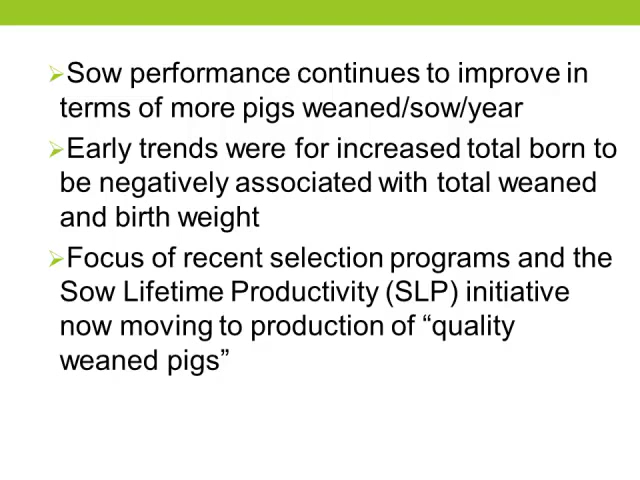 ➢Sow performance continues to improve in
terms of more pigs weaned/sow/year
➢Early trends were for increased total born to
be negatively associated with total weaned
and birth weight
➢Focus of recent selection programs and the
Sow Lifetime Productivity (SLP) initiative
now moving to production of “quality
weaned pigs”